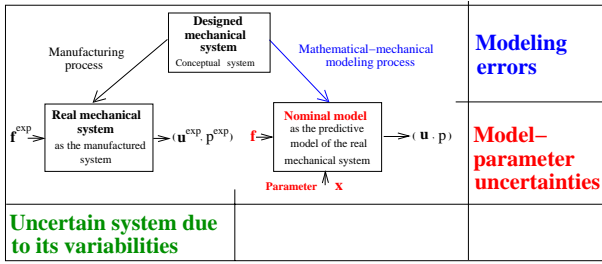 Designed
mechanical
system
Conceptual system
Manufacturing
process
Mathematical−mechanical
modeling process
Modeling
errors
f^exp
Real mechanical
system
as the manufactured
system
(u^exp, p^exp)
f
Nominal model
as the predictive
model of the real
mechanical system
(u, p)
Parameter x
Model−
parameter
uncertainties
Uncertain system due
to its variabilities